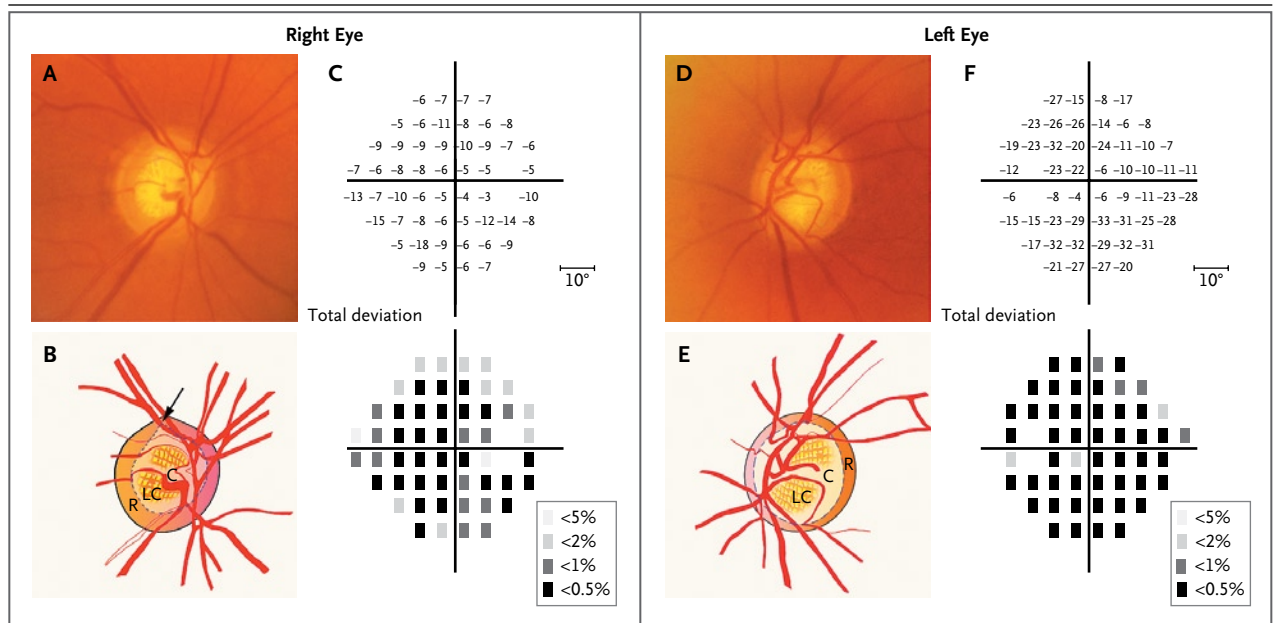 Right Eye
A
C
–6 –7 –7 –7
–5 –6 –11 –8 –6 –8
–9 –9 –9 –9 –10 –9 –7 –6
–7 –6 –8 –8 –6 –5 –5 –5
–13 –7 –10 –6 –5 –4 –3 –10
–15 –7 –8 –6 –5 –12 –14 –8
–5 –18 –9 –6 –6 –9
–9 –5 –6 –7
10°
Total deviation
B
C
LC
R
<5%
<2%
<1%
<0.5%
Left Eye
D
F
–27 –15 –8 –17
–23 –26 –26 –14 –6 –8
–19 –23 –32 –20 –24 –11 –10 –7
–12 –23 –22 –6 –10 –10 –11 –11
–6 –8 –4 –6 –9 –11 –23 –28
–15 –15 –23 –29 –33 –31 –25 –28
–17 –32 –32 –29 –32 –31
–21 –27 –27 –20
10°
Total deviation
E
R
C
LC
<5%
<2%
<1%
<0.5%